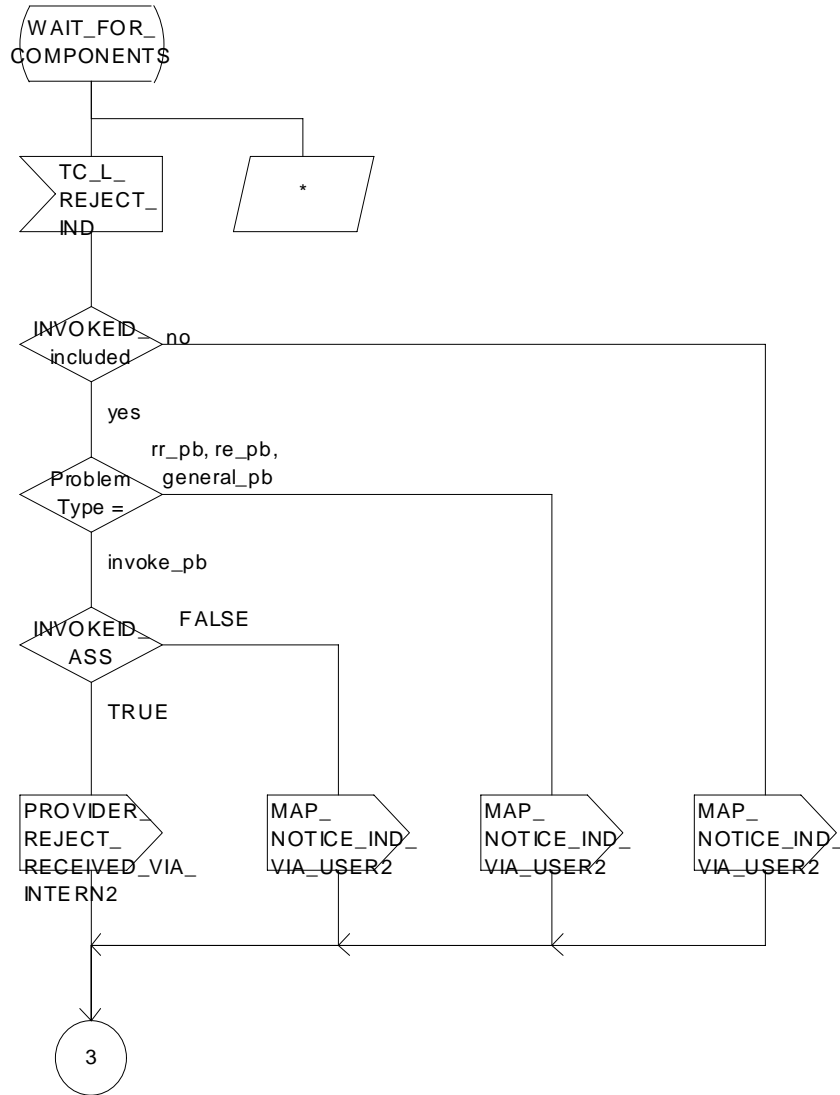 WAIT_FOR_
COMPONENTS
TC_L_
REJECT_
IND
*
INVOKEID_
included
no
yes
rr_pb, re_pb,
general_pb
Problem
Type =
invoke_pb
INVOKEID_
ASS
FALSE
TRUE
PROVIDER_
REJECT_
RECEIVED_VIA_
INTERN2
MAP_
NOTICE_IND_
VIA_USER2
MAP_
NOTICE_IND_
VIA_USER2
MAP_
NOTICE_IND_
VIA_USER2
3